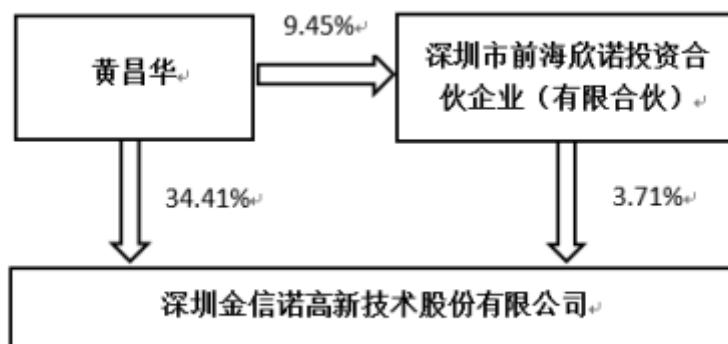 9.45%
黄昌华
深圳市前海欣诺投资合
伙企业（有限合伙）
34.41%
3.71%
深圳金信诺高新技术股份有限公司